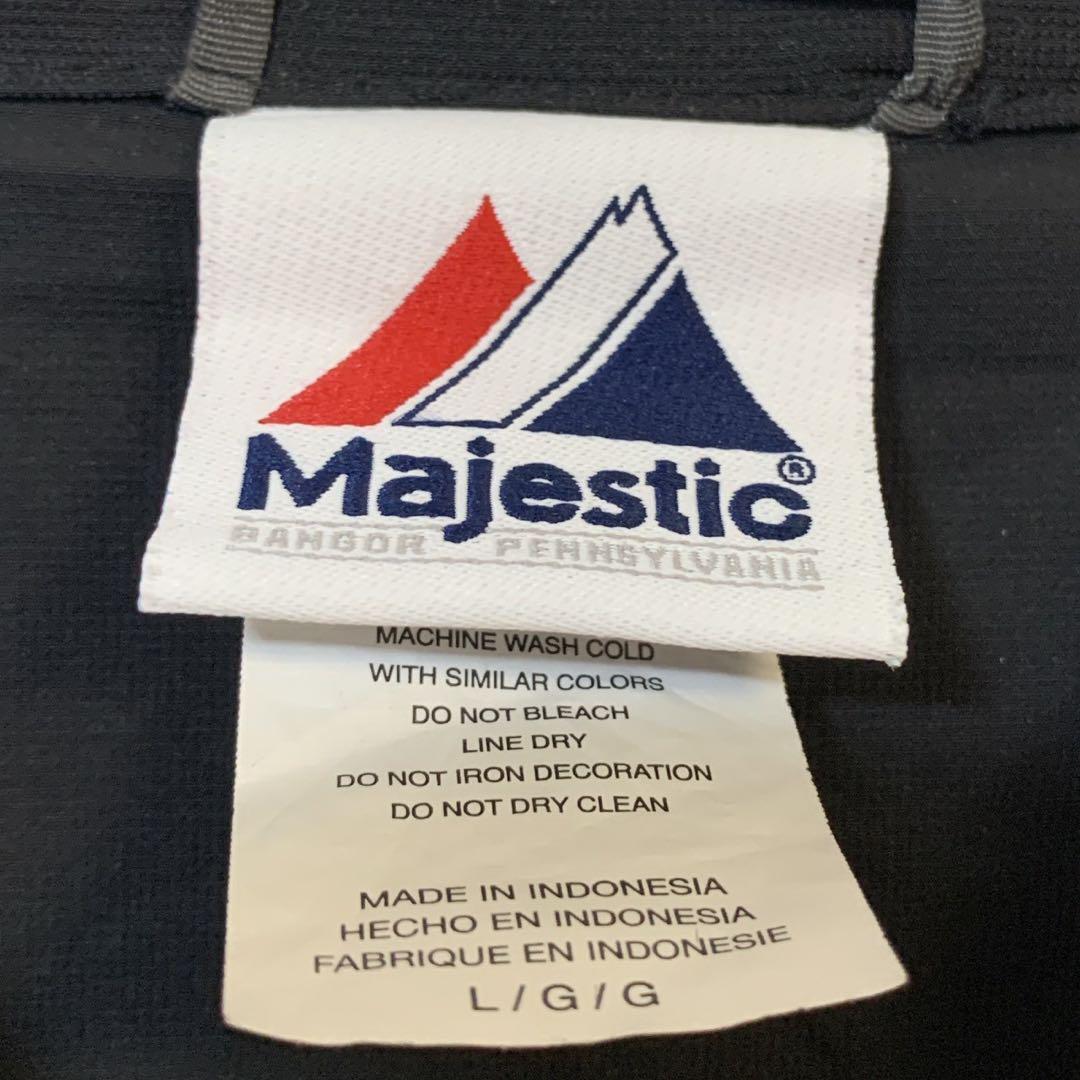 Majestic®
BANGOR PENNSYLVANIA
MACHINE WASH COLD
WITH SIMILAR COLORS
DO NOT BLEACH
LINE DRY
DO NOT IRON DECORATION
DO NOT DRY CLEAN
MADE IN INDONESIA
HECHO EN INDONESIA
FABRIQUE EN INDONESIE
L / G / G